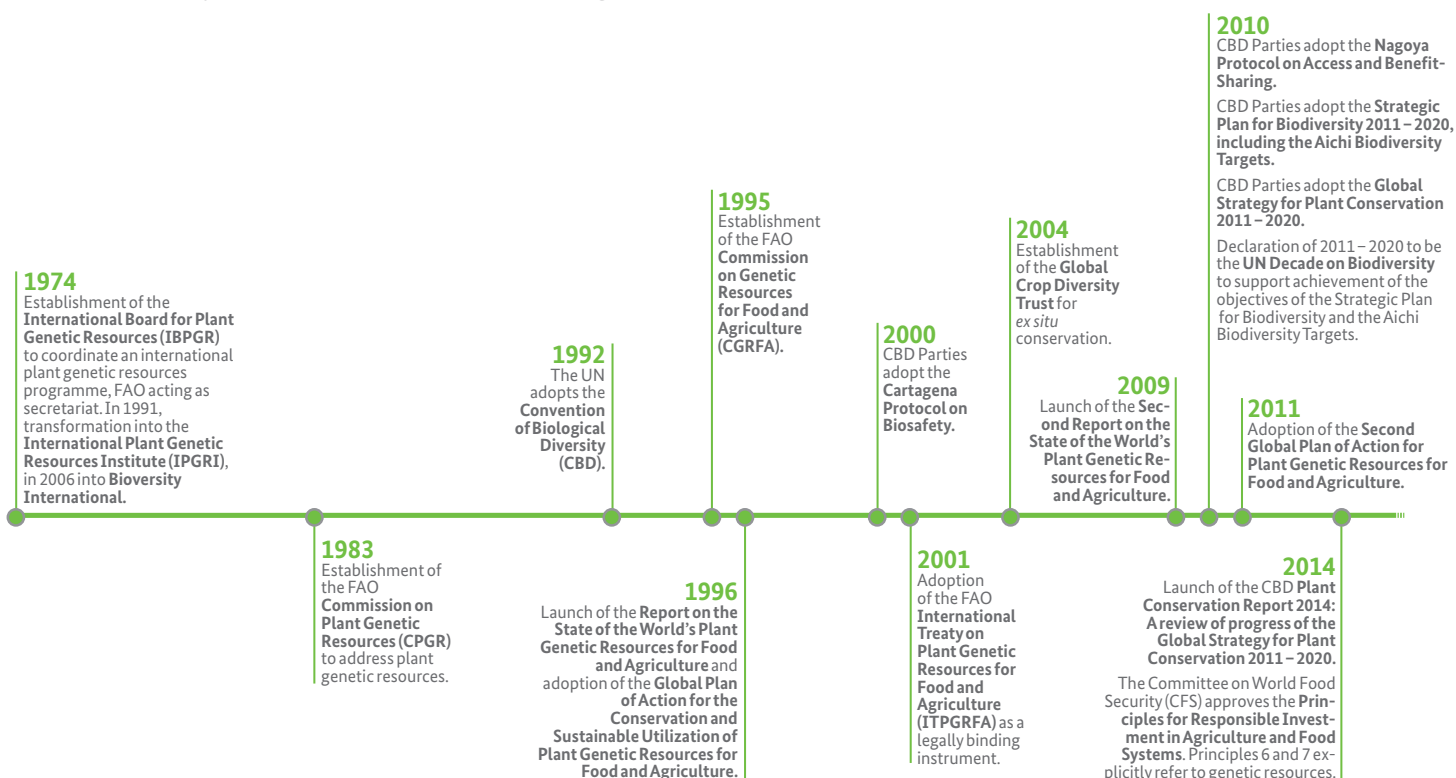 1974
Establishment of the
International Board for Plant
Genetic Resources (IBPGR)
to coordinate an international
plant genetic resources
programme, FAO acting as
secretariat. In 1991,
transformation into the
International Plant Genetic
Resources Institute (IPGRI),
in 2006 into Bioversity
International.
1983
Establishment of
the FAO
Commission on
Plant Genetic
Resources (CPGR)
to address plant
genetic resources.
1992
The UN
adopts the
Convention
of Biological
Diversity
(CBD).
1995
Establishment
of the FAO
Commission
on Genetic
Resources
for Food and
Agriculture
(CGRFA).
1996
Launch of the Report on the
State of the World's Plant
Genetic Resources for Food
and Agriculture and
adoption of the Global Plan
of Action for the
Conservation and
Sustainable Utilization of
Plant Genetic Resources for
Food and Agriculture.
2000
CBD Parties
adopt the
Cartagena
Protocol on
Biosafety.
2001
Adoption
of the FAO
International
Treaty on
Plant Genetic
Resources for
Food and
Agriculture
(ITPGRFA) as a
legally binding
instrument.
2004
Establishment
of the Global
Crop Diversity
Trust for
ex situ
conservation.
2009
Launch of the Sec-
ond Report on the
State of the World's
Plant Genetic Re-
sources for Food
and Agriculture.
2010
CBD Parties adopt the Nagoya
Protocol on Access and Benefit-
Sharing.
CBD Parties adopt the Strategic
Plan for Biodiversity 2011 – 2020,
including the Aichi Biodiversity
Targets.
CBD Parties adopt the Global
Strategy for Plant Conservation
2011 – 2020.
Declaration of 2011 – 2020 to be
the UN Decade on Biodiversity
to support achievement of the
objectives of the Strategic Plan
for Biodiversity and the Aichi
Biodiversity Targets.
2011
Adoption of the Second
Global Plan of Action for
Plant Genetic Resources for
Food and Agriculture.
2014
Launch of the CBD Plant
Conservation Report 2014:
A review of progress of the
Global Strategy for Plant
Conservation 2011 – 2020.
The Committee on World Food
Security (CFS) approves the Prin-
ciples for Responsible Invest-
ment in Agriculture and Food
Systems. Principles 6 and 7 ex-
plicitly refer to genetic resources.